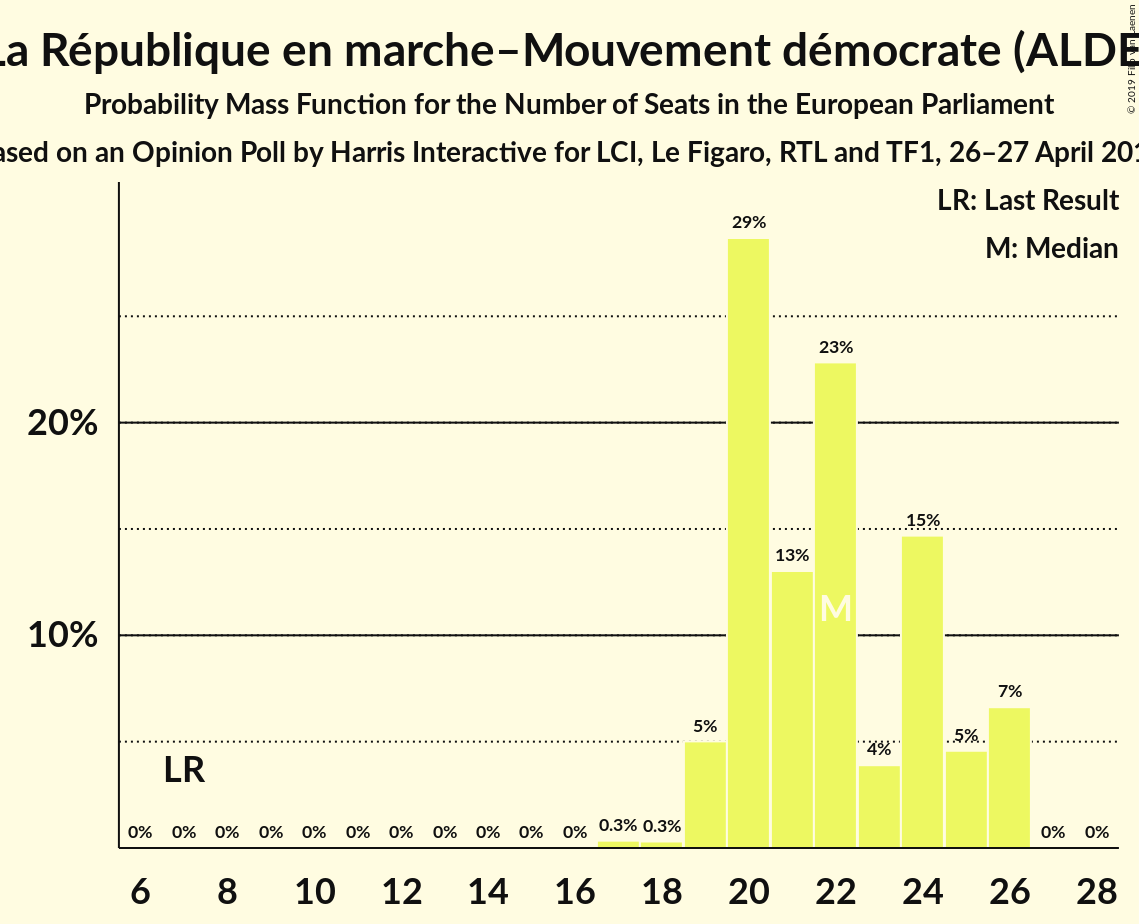 La République en marche–Mouvement démocrate (ALDE
Probability Mass Function for the Number of Seats in the European Parliament
ased on an Opinion Poll by Harris Interactive for LCI, Le Figaro, RTL and TF1, 26–27 April 201
LR: Last Result
M: Median
29%
23%
20%
15%
13%
M
10%
7%
5%
5%
4%
LR
0% 0% 0% 0% 0% 0% 0% 0% 0% 0% 0% 0.3% 0.3% 0% 0%
6 8 10 12 14 16 18 20 22 24 26 28
© 2019